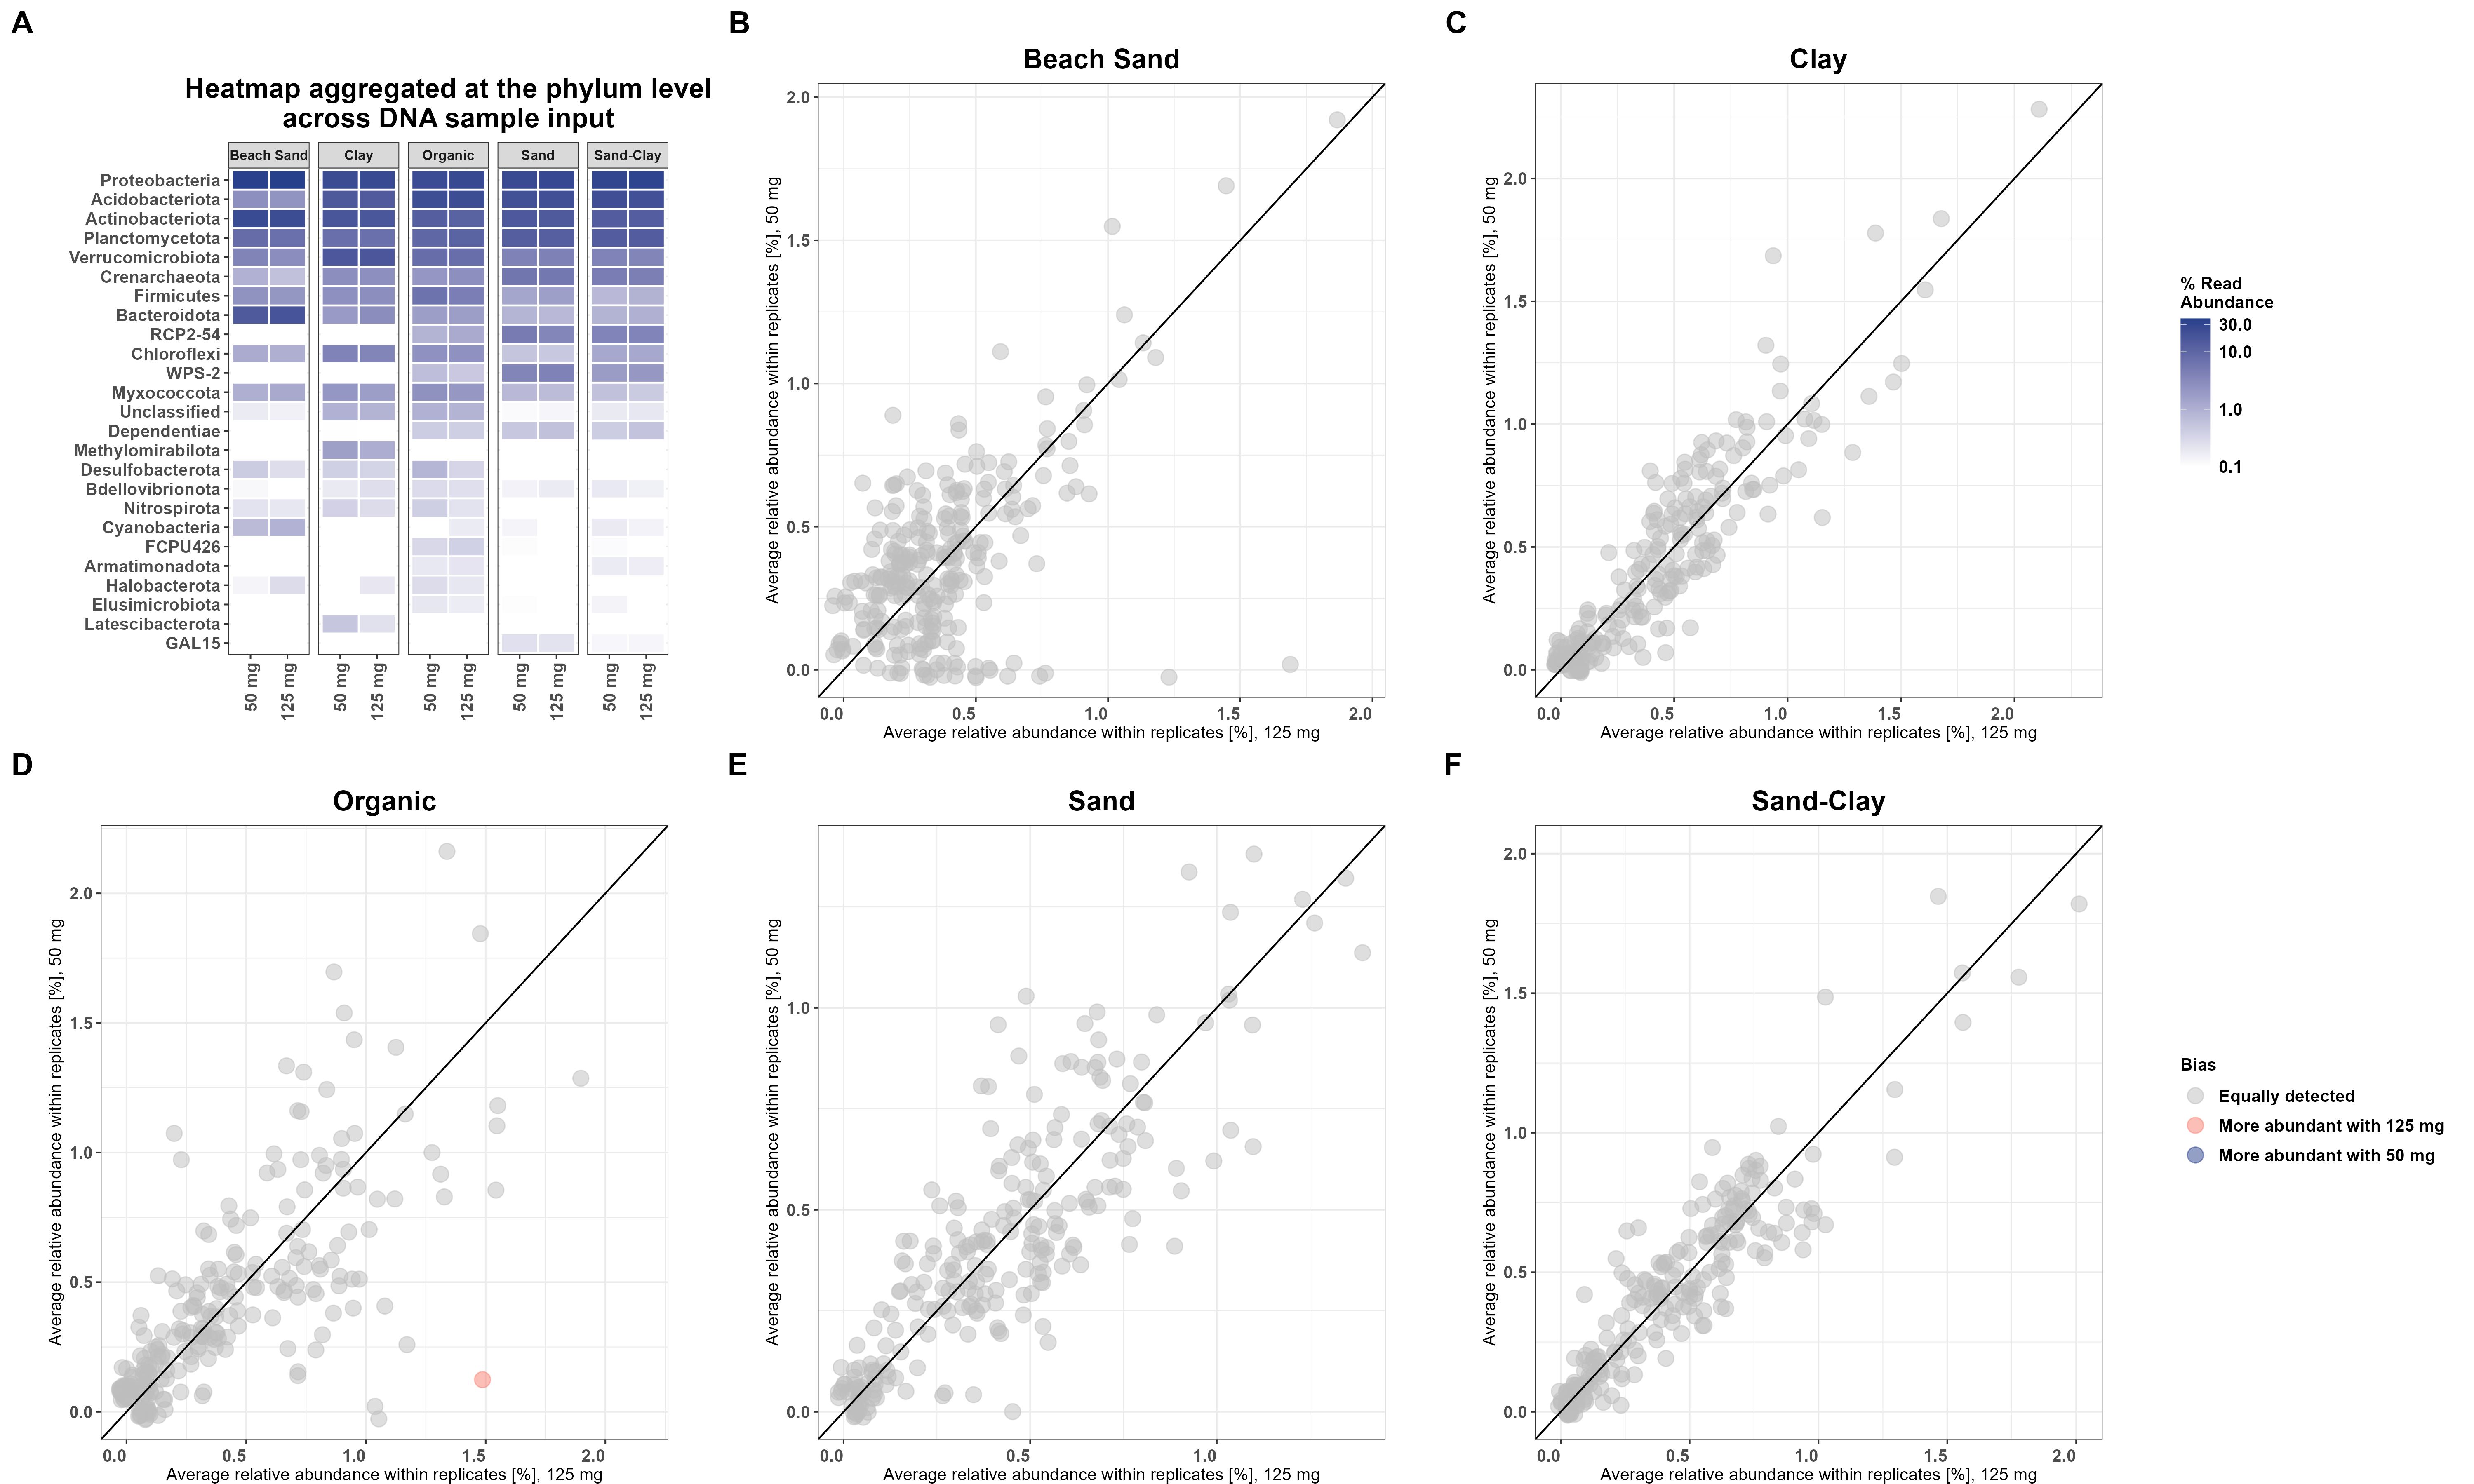 A
Heatmap aggregated at the phylum level
across DNA sample input
Beach Sand Clay Organic Sand Sand-Clay
Proteobacteria
Acidobacteriota
Actinobacteriota
Planctomycetota
Verrucomicrobiota
Crenarchaeota
Firmicutes
Bacteroidota
RCP2-54
Chloroflexi
WPS-2
Myxococcota
Unclassified
Dependentiae
Methylomirabilota
Desulfobacterota
Bdellovibrionota
Nitrospirota
Cyanobacteria
FCPU426
Armatimonadota
Halobacterota
Elusimicrobiota
Latescibacterota
GAL15
50 mg 125 mg 50 mg 125 mg 50 mg 125 mg 50 mg 125 mg 50 mg 125 mg
B
Beach Sand
Average relative abundance within replicates [%], 50 mg
2.0
1.5
1.0
0.5
0.0
0.0 0.5 1.0 1.5 2.0
Average relative abundance within replicates [%], 125 mg
C
Clay
Average relative abundance within replicates [%], 50 mg
2.0
1.5
1.0
0.5
0.0
0.0 0.5 1.0 1.5 2.0
Average relative abundance within replicates [%], 125 mg
% Read
Abundance
30.0
10.0
1.0
0.1
D
Organic
Average relative abundance within replicates [%], 50 mg
2.0
1.5
1.0
0.5
0.0
0.0 0.5 1.0 1.5 2.0
Average relative abundance within replicates [%], 125 mg
E
Sand
Average relative abundance within replicates [%], 50 mg
1.0
0.5
0.0
0.0 0.5 1.0
Average relative abundance within replicates [%], 125 mg
F
Sand-Clay
Average relative abundance within replicates [%], 50 mg
2.0
1.5
1.0
0.5
0.0
0.0 0.5 1.0 1.5 2.0
Average relative abundance within replicates [%], 125 mg
Bias
Equally detected
More abundant with 125 mg
More abundant with 50 mg